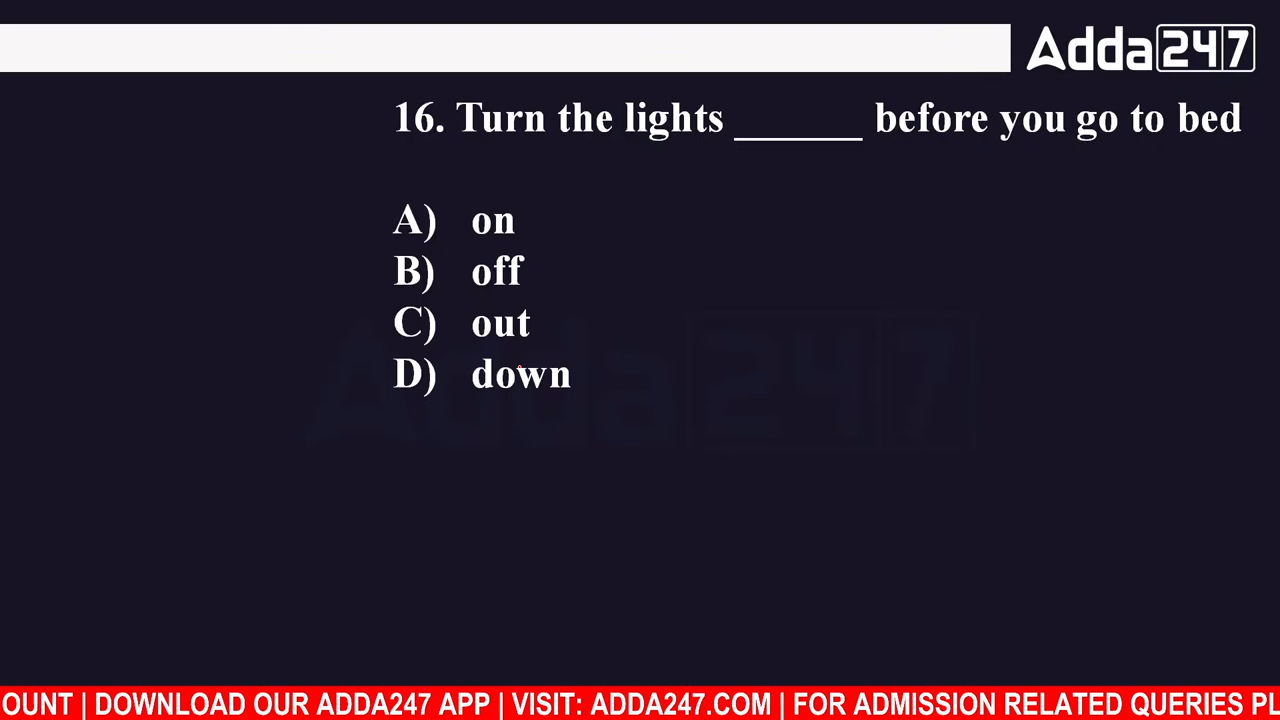 Adda247
16. Turn the lights ______ before you go to bed
A) on
B) off
C) out
D) down
Adda247
OUNT | DOWNLOAD OUR ADDA247 APP | VISIT: ADDA247.COM | FOR ADMISSION RELATED QUERIES PL